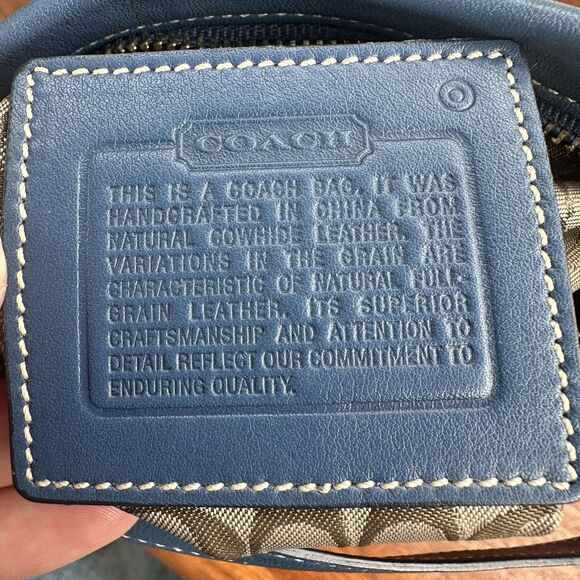 COACH
THIS IS A COACH BAG. IT WAS
HANDCRAFTED IN CHINA FROM
NATURAL COWHIDE LEATHER. THE
VARIATIONS IN THE GRAIN ARE
CHARACTERISTIC OF NATURAL FULL-
GRAIN LEATHER. ITS SUPERIOR
CRAFTSMANSHIP AND ATTENTION TO
DETAIL REFLECT OUR COMMITMENT TO
ENDURING QUALITY.